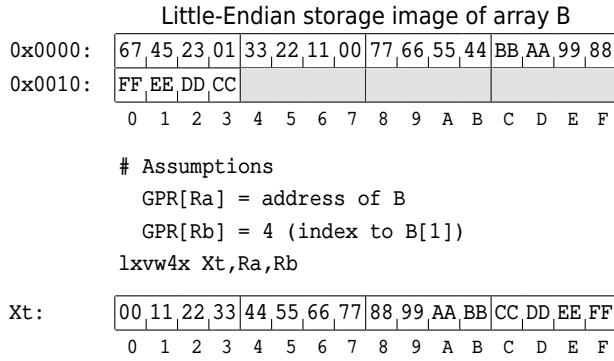 Little-Endian storage image of array B
0x0000: 67 45 23 01 33 22 11 00 77 66 55 44 BB AA 99 88
0x0010: FF EE DD CC
0 1 2 3 4 5 6 7 8 9 A B C D E F
# Assumptions
GPR[Ra] = address of B
GPR[Rb] = 4 (index to B[1])
lxvw4x Xt,Ra,Rb
Xt: 00 11 22 33 44 55 66 77 88 99 AA BB CC DD EE FF
0 1 2 3 4 5 6 7 8 9 A B C D E F